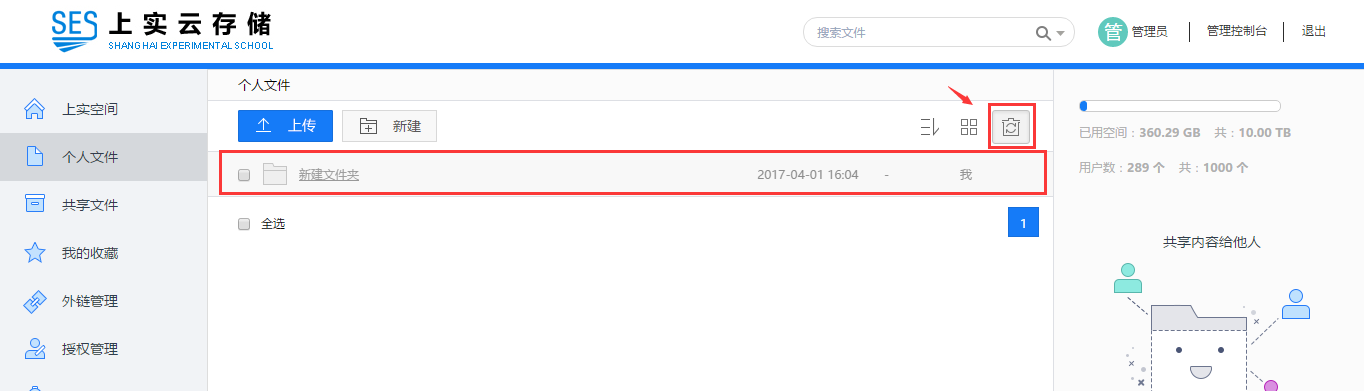 SES 上实云存储
SHANGHAI EXPERIMENTAL SCHOOL
搜索文件
管 管理员 管理控制台 退出
上实空间
个人文件
共享文件
我的收藏
外链管理
授权管理
个人文件
上传 新建
新建文件夹 2017-04-01 16:04 - 我
全选 1
已用空间：360.29 GB 共：10.00 TB
用户数：289 个 共：1000 个
共享内容给他人